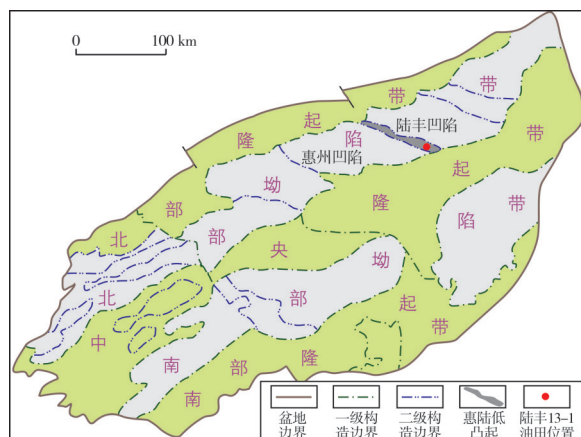 0 100 km
北部隆起带
北部坳陷带
陆丰凹陷
惠州凹陷
中央隆起带
南部坳陷带
南部隆起带
盆地边界
一级构造边界
二级构造边界
惠陆低凸起
陆丰13-1油田位置